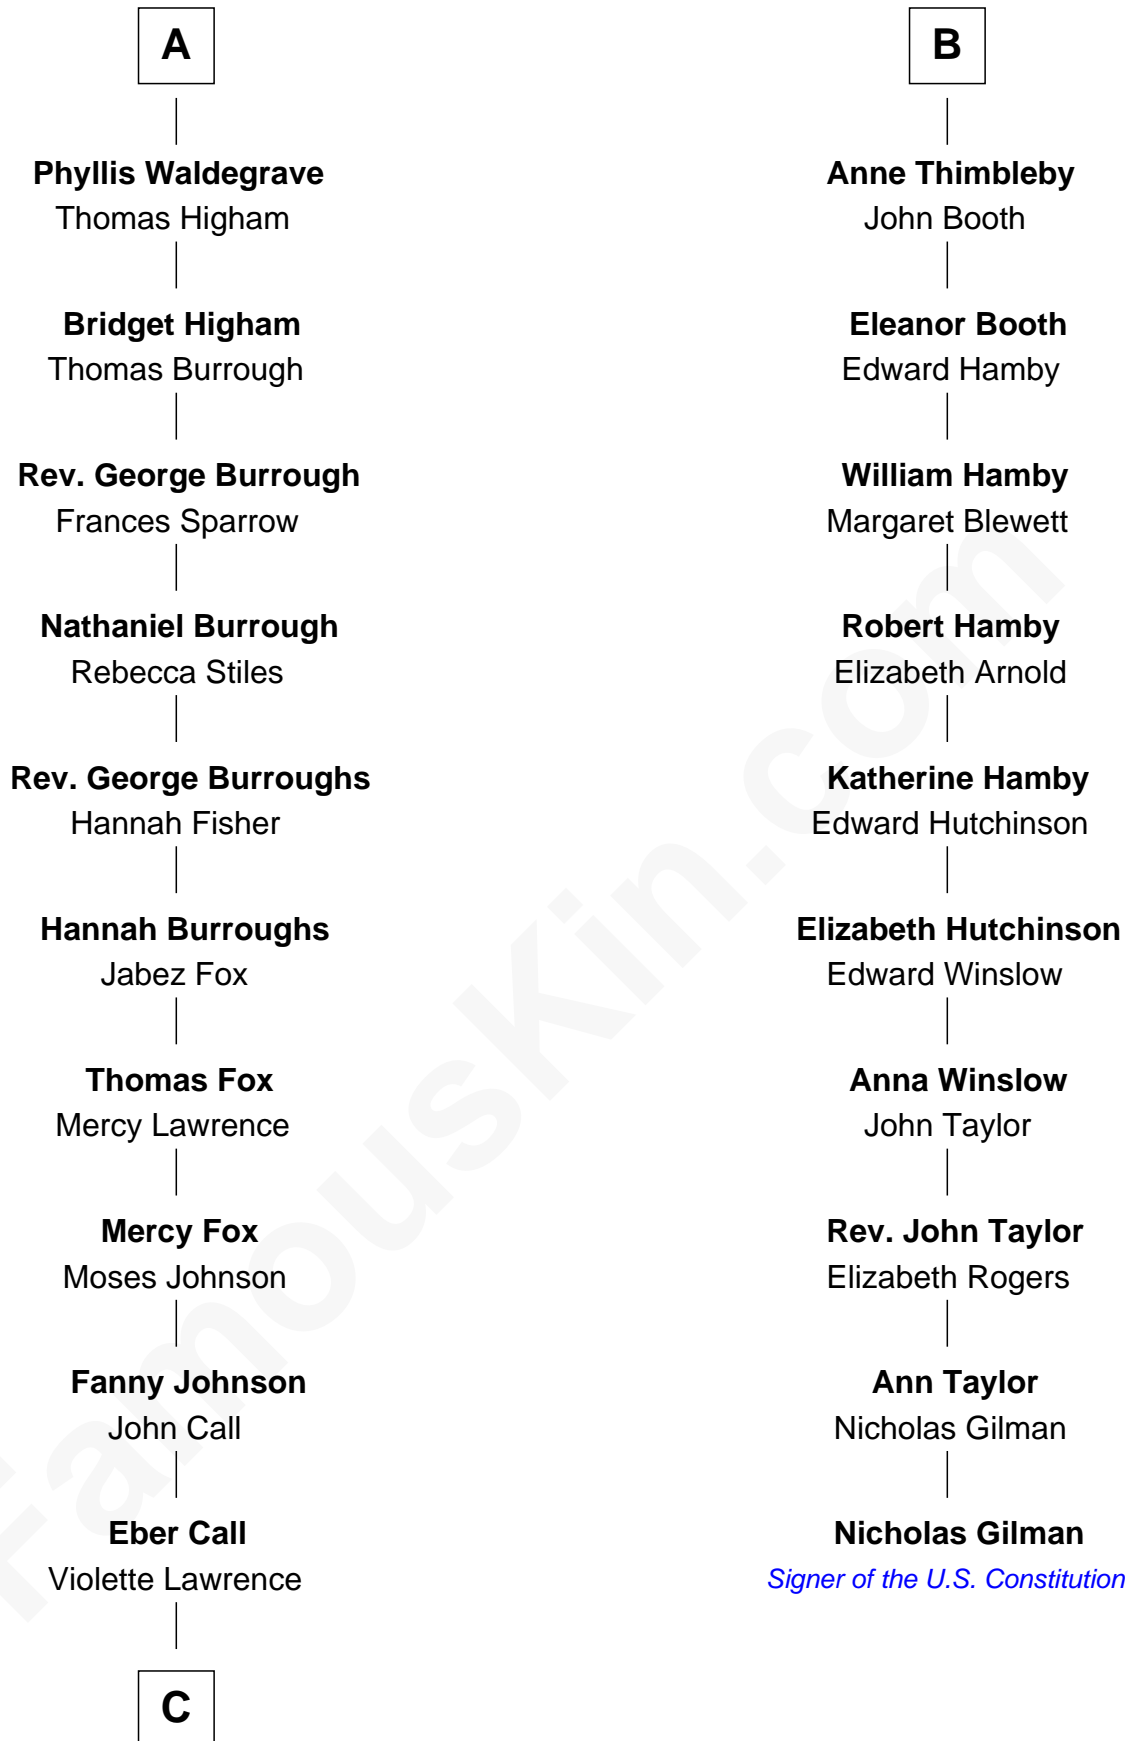 A
Phyllis Waldegrave
Thomas Higham
Bridget Higham
Thomas Burrough
Rev. George Burrough
Frances Sparrow
Nathaniel Burrough
Rebecca Stiles
Rev. George Burroughs
Hannah Fisher
Hannah Burroughs
Jabez Fox
Thomas Fox
Mercy Lawrence
Mercy Fox
Moses Johnson
Fanny Johnson
John Call
Eber Call
Violette Lawrence
C
B
Anne Thimbleby
John Booth
Eleanor Booth
Edward Hamby
William Hamby
Margaret Blewett
Robert Hamby
Elizabeth Arnold
Katherine Hamby
Edward Hutchinson
Elizabeth Hutchinson
Edward Winslow
Anna Winslow
John Taylor
Rev. John Taylor
Elizabeth Rogers
Ann Taylor
Nicholas Gilman
Nicholas Gilman
Signer of the U.S. Constitution
FamousKin.com